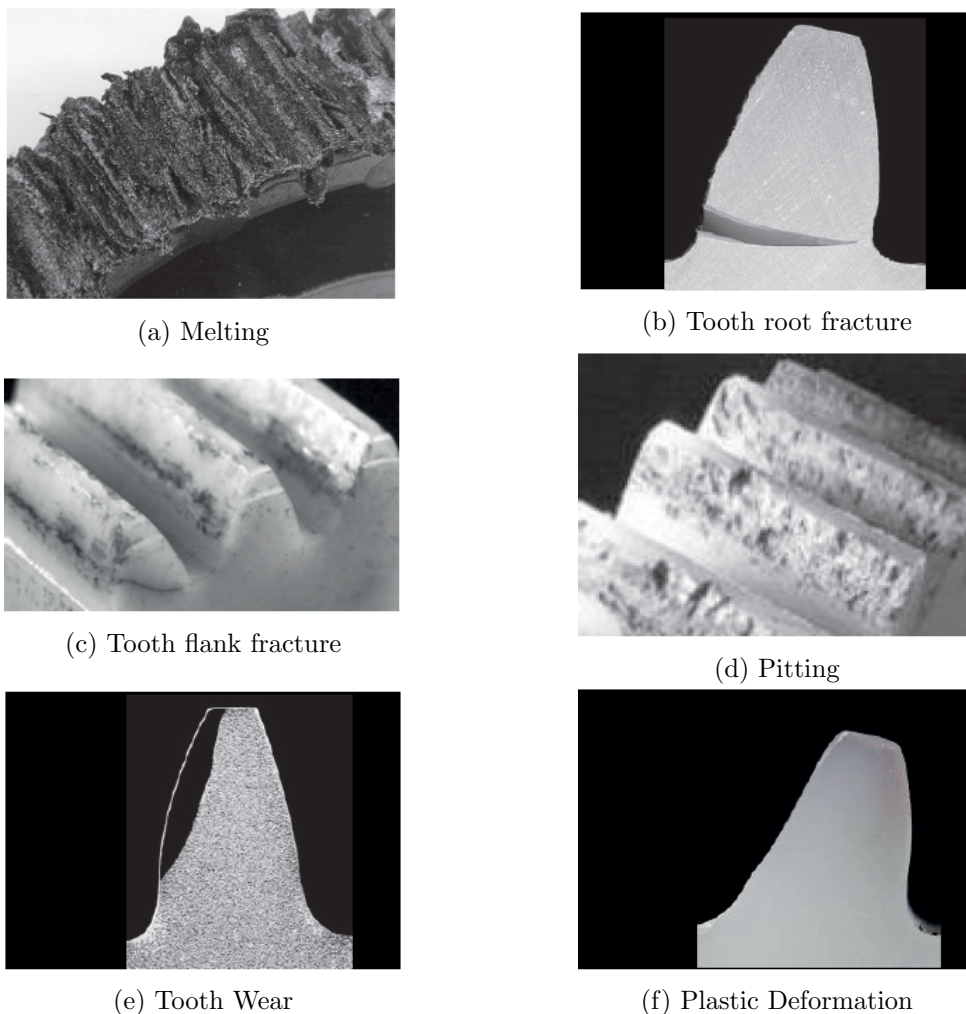 (a) Melting
(b) Tooth root fracture
(c) Tooth flank fracture
(d) Pitting
(e) Tooth Wear
(f) Plastic Deformation